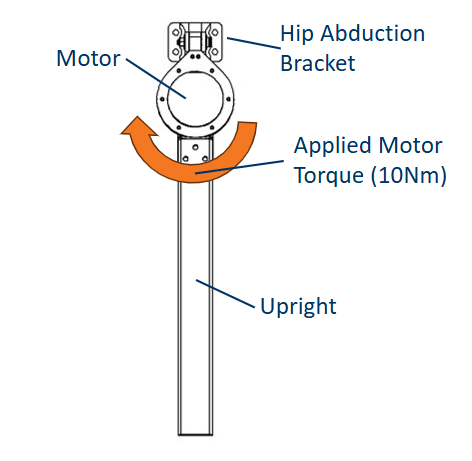 Hip Abduction
Bracket
Motor
Applied Motor
Torque (10Nm)
Upright